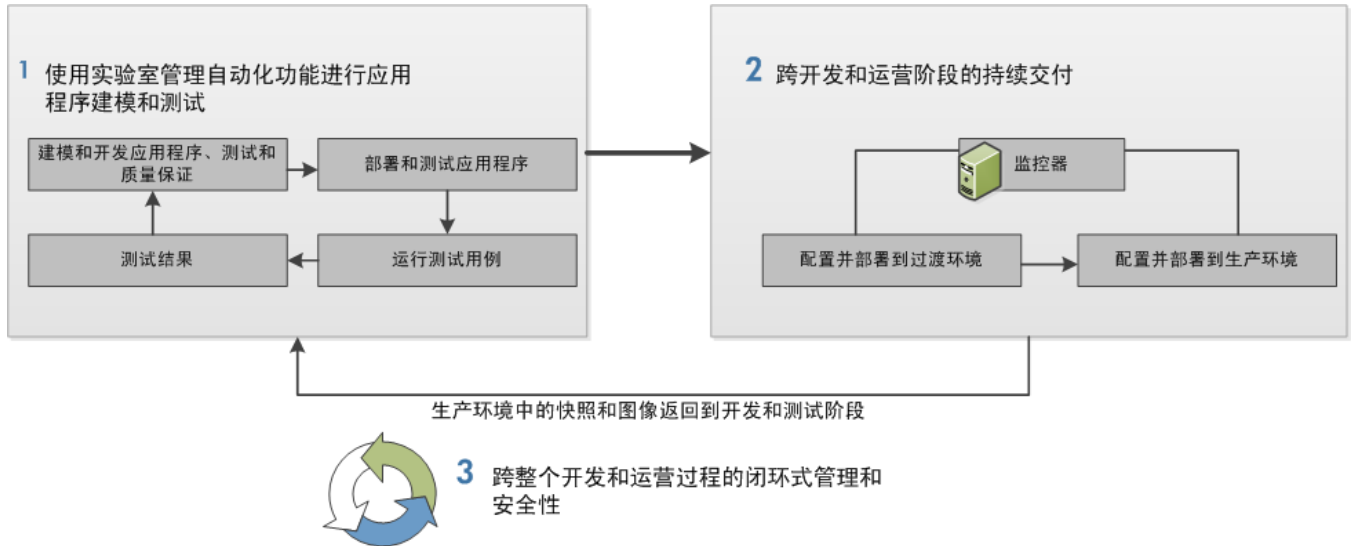 1 使用实验室管理自动化功能进行应用
程序建模和测试
建模和开发应用程序、测试和
质量保证
部署和测试应用程序
测试结果
运行测试用例
2 跨开发和运营阶段的持续交付
监控器
配置并部署到过渡环境
配置并部署到生产环境
生产环境中的快照和图像返回到开发和测试阶段
3 跨整个开发和运营过程的闭环式管理和
安全性